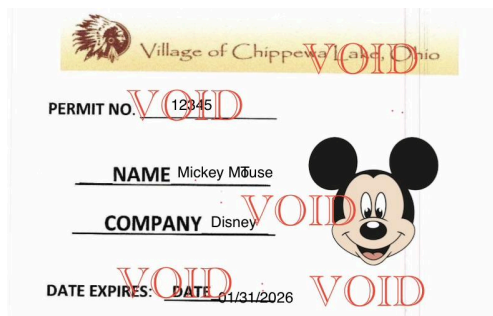 Village of Chippewa Lake, Ohio
VOID
PERMIT NO. 12345
VOID
NAME Mickey Mouse
COMPANY Disney
VOID
DATE EXPIRES: DATE 01/31/2026
VOID
VOID